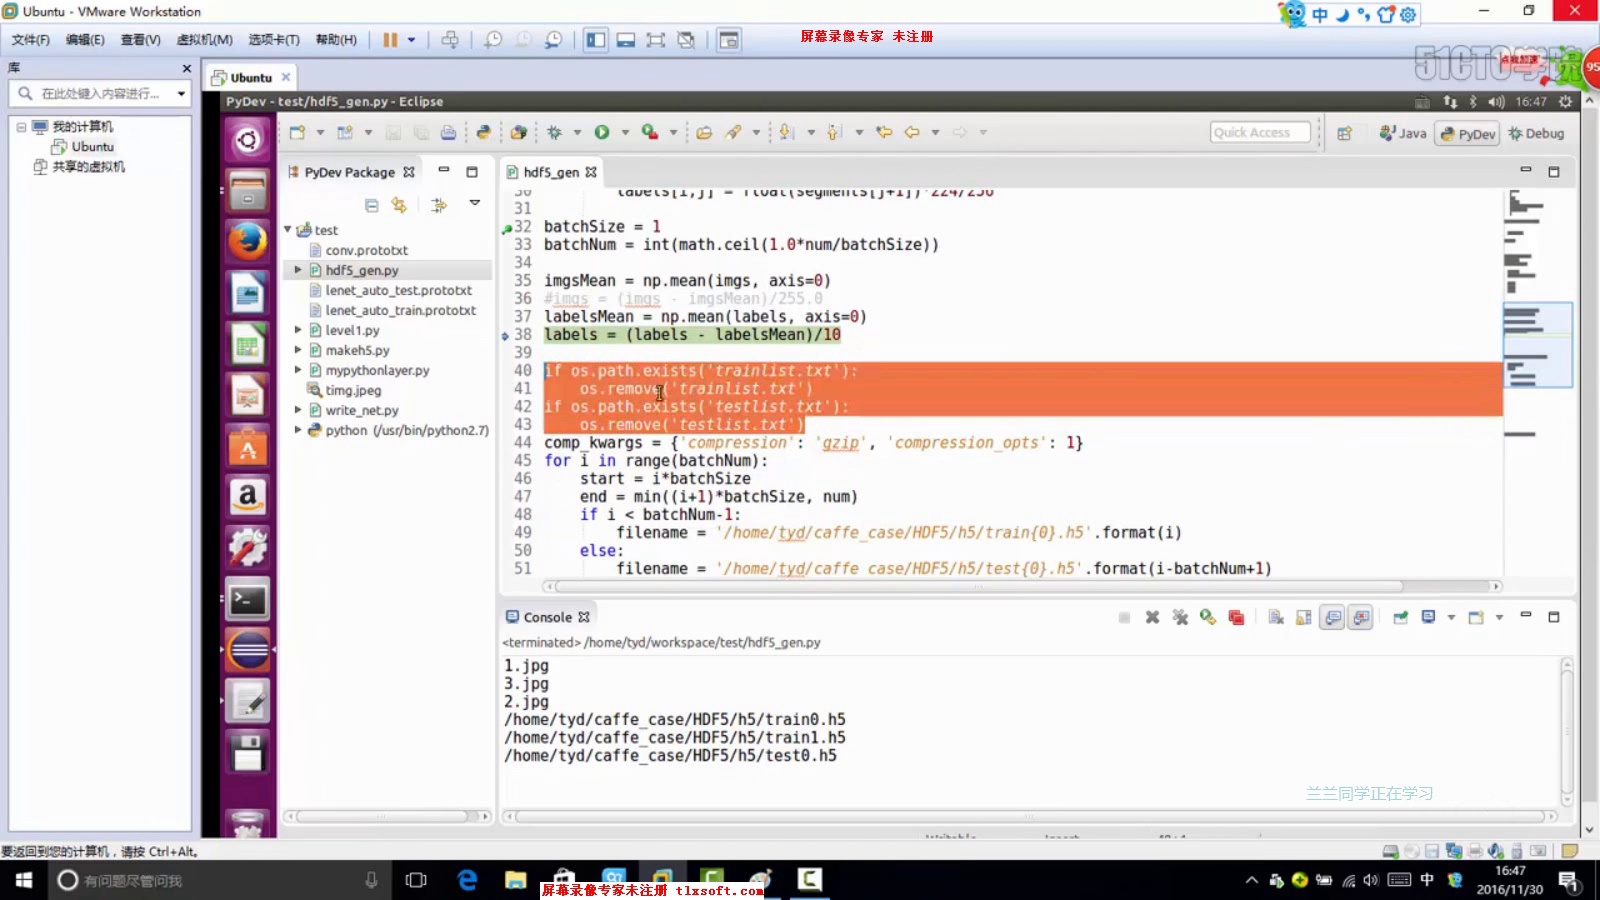 Ubuntu - VMware Workstation
中
文件(F) 编辑(E) 查看(V) 虚拟机(M) 选项卡(T) 帮助(H)
屏幕录像专家 未注册
点我加速
95
库
Ubuntu
在此处键入内容进行...
我的计算机
Ubuntu
共享的虚拟机
PyDev - test/hdf5_gen.py - Eclipse
16:47
Quick Access
Java
PyDev
Debug
PyDev Package
test
conv.prototxt
hdf5_gen.py
lenet_auto_test.prototxt
lenet_auto_train.prototxt
level1.py
makeh5.py
mypythonlayer.py
timg.jpeg
write_net.py
python (/usr/bin/python2.7)
hdf5_gen
30 labels[i,j] = float(segments[j+1])*224/256
31
32 batchSize = 1
33 batchNum = int(math.ceil(1.0*num/batchSize))
34
35 imgsMean = np.mean(imgs, axis=0)
36 #imgs = (imgs - imgsMean)/255.0
37 labelsMean = np.mean(labels, axis=0)
38 labels = (labels - labelsMean)/10
39
40 if os.path.exists('trainlist.txt'):
41 os.remove('trainlist.txt')
42 if os.path.exists('testlist.txt'):
43 os.remove('testlist.txt')
44 comp_kwargs = {'compression': 'gzip', 'compression_opts': 1}
45 for i in range(batchNum):
46 start = i*batchSize
47 end = min((i+1)*batchSize, num)
48 if i < batchNum-1:
49 filename = '/home/tyd/caffe_case/HDF5/h5/train{0}.h5'.format(i)
50 else:
51 filename = '/home/tyd/caffe_case/HDF5/h5/test{0}.h5'.format(i-batchNum+1)
Console
<terminated> /home/tyd/workspace/test/hdf5_gen.py
1.jpg
3.jpg
2.jpg
/home/tyd/caffe_case/HDF5/h5/train0.h5
/home/tyd/caffe_case/HDF5/h5/train1.h5
/home/tyd/caffe_case/HDF5/h5/test0.h5
兰兰同学正在学习
要返回到您的计算机，请按 Ctrl+Alt。
有问题尽管问我
屏幕录像专家未注册 tlxsoft.com
中
16:47
2016/11/30
1